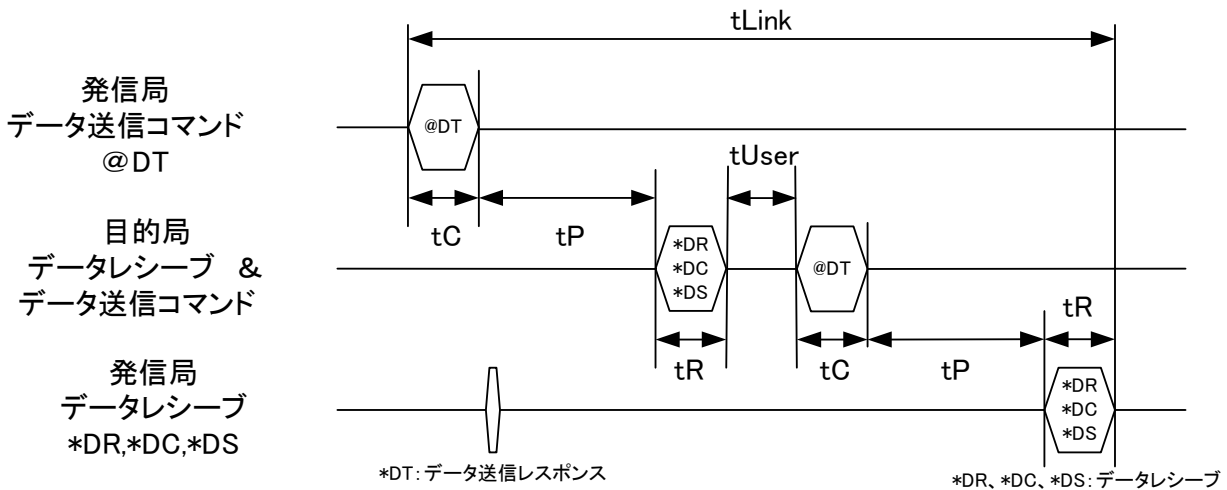 tLink
発信局
データ送信コマンド
@DT
@DT
tUser
tC
tP
目的局
データレシーブ &
データ送信コマンド
*DR
*DC
*DS
@DT
tR
tC
tP
tR
発信局
データレシーブ
*DR,*DC,*DS
*DR
*DC
*DS
*DT:データ送信レスポンス
*DR、*DC、*DS:データレシーブ